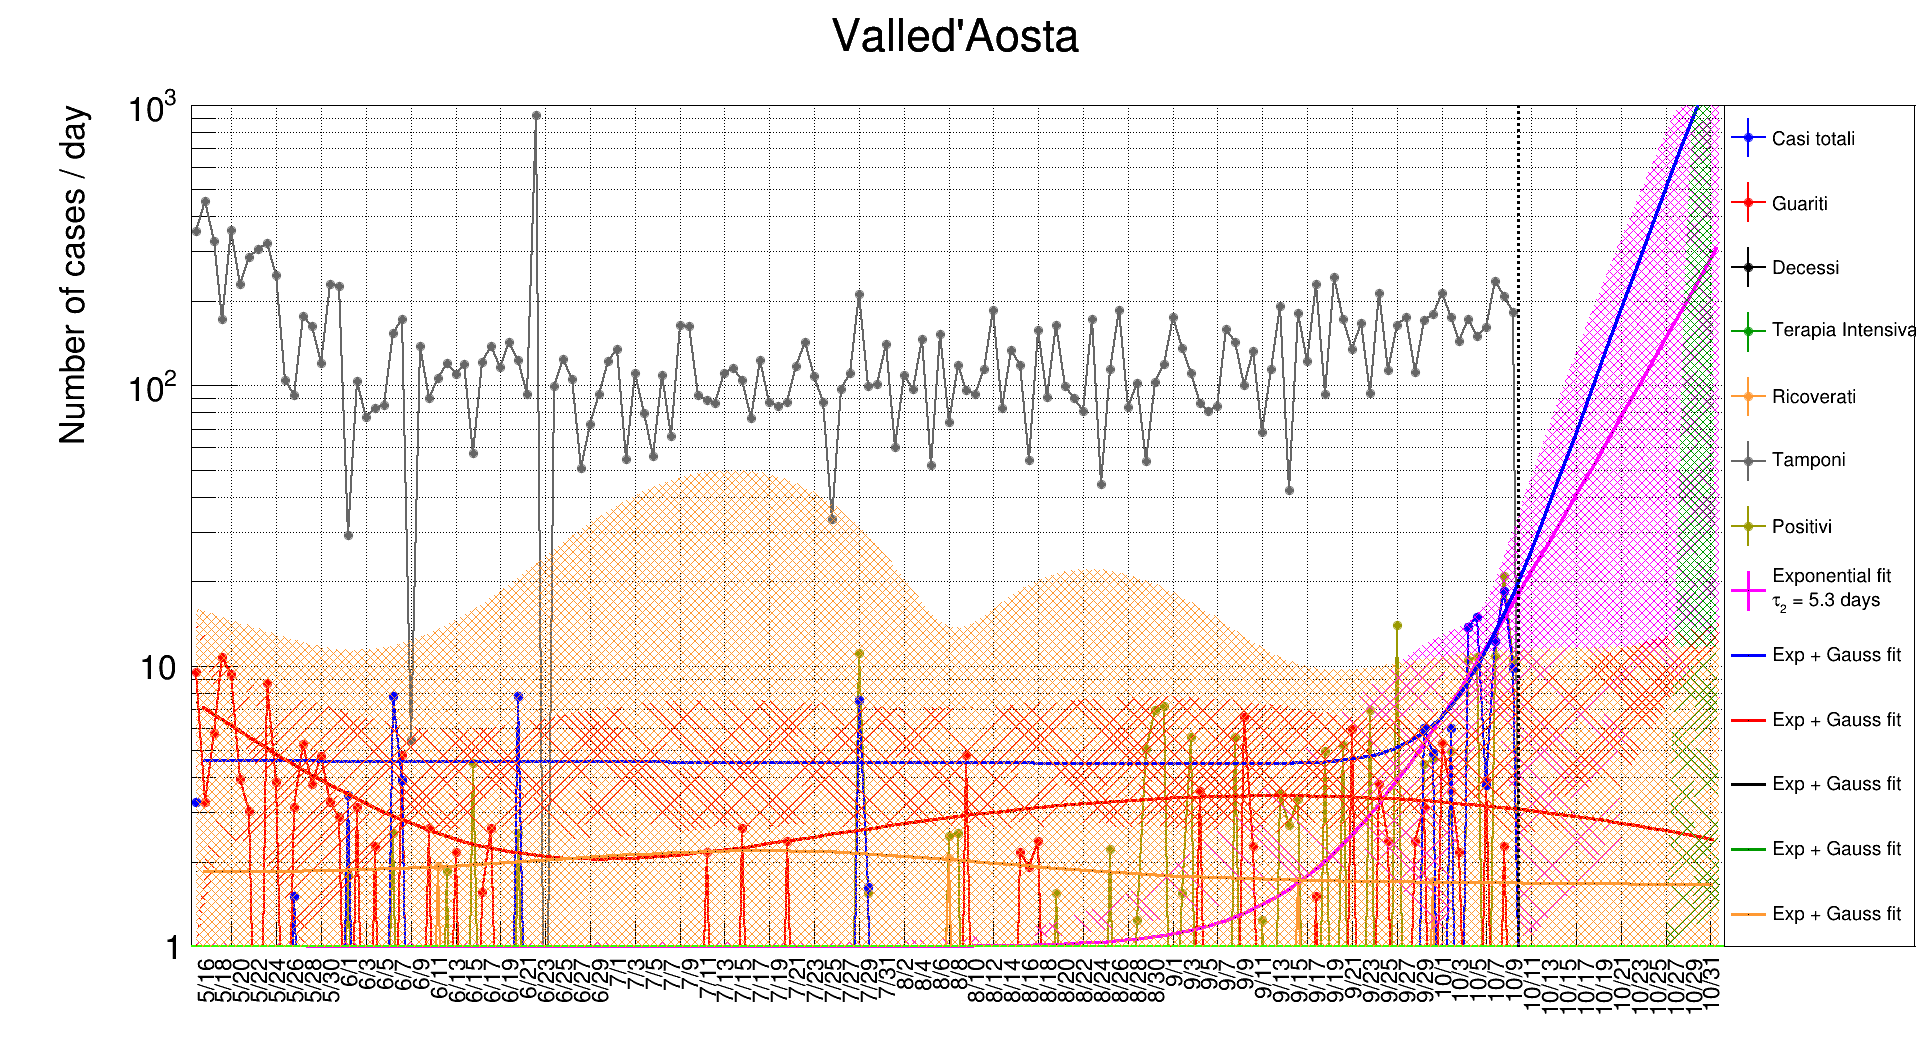 Valled'Aosta
Number of cases / day
10³
10²
10
1
5/16 5/18 5/20 5/22 5/24 5/26 5/28 5/30 6/1 6/3 6/5 6/7 6/9 6/11 6/13 6/15 6/17 6/19 6/21 6/23 6/25 6/27 6/29 7/1 7/3 7/5 7/7 7/9 7/11 7/13 7/15 7/17 7/19 7/21 7/23 7/25 7/27 7/29 7/31 8/2 8/4 8/6 8/8 8/10 8/12 8/14 8/16 8/18 8/20 8/22 8/24 8/26 8/28 8/30 9/1 9/3 9/5 9/7 9/9 9/11 9/13 9/15 9/17 9/19 9/21 9/23 9/25 9/27 9/29 10/1 10/3 10/5 10/7 10/9 10/11 10/13 10/15 10/17 10/19 10/21 10/23 10/25 10/27 10/29 10/31
Casi totali
Guariti
Decessi
Terapia Intensiva
Ricoverati
Tamponi
Positivi
Exponential fit
τ₂ = 5.3 days
Exp + Gauss fit
Exp + Gauss fit
Exp + Gauss fit
Exp + Gauss fit
Exp + Gauss fit